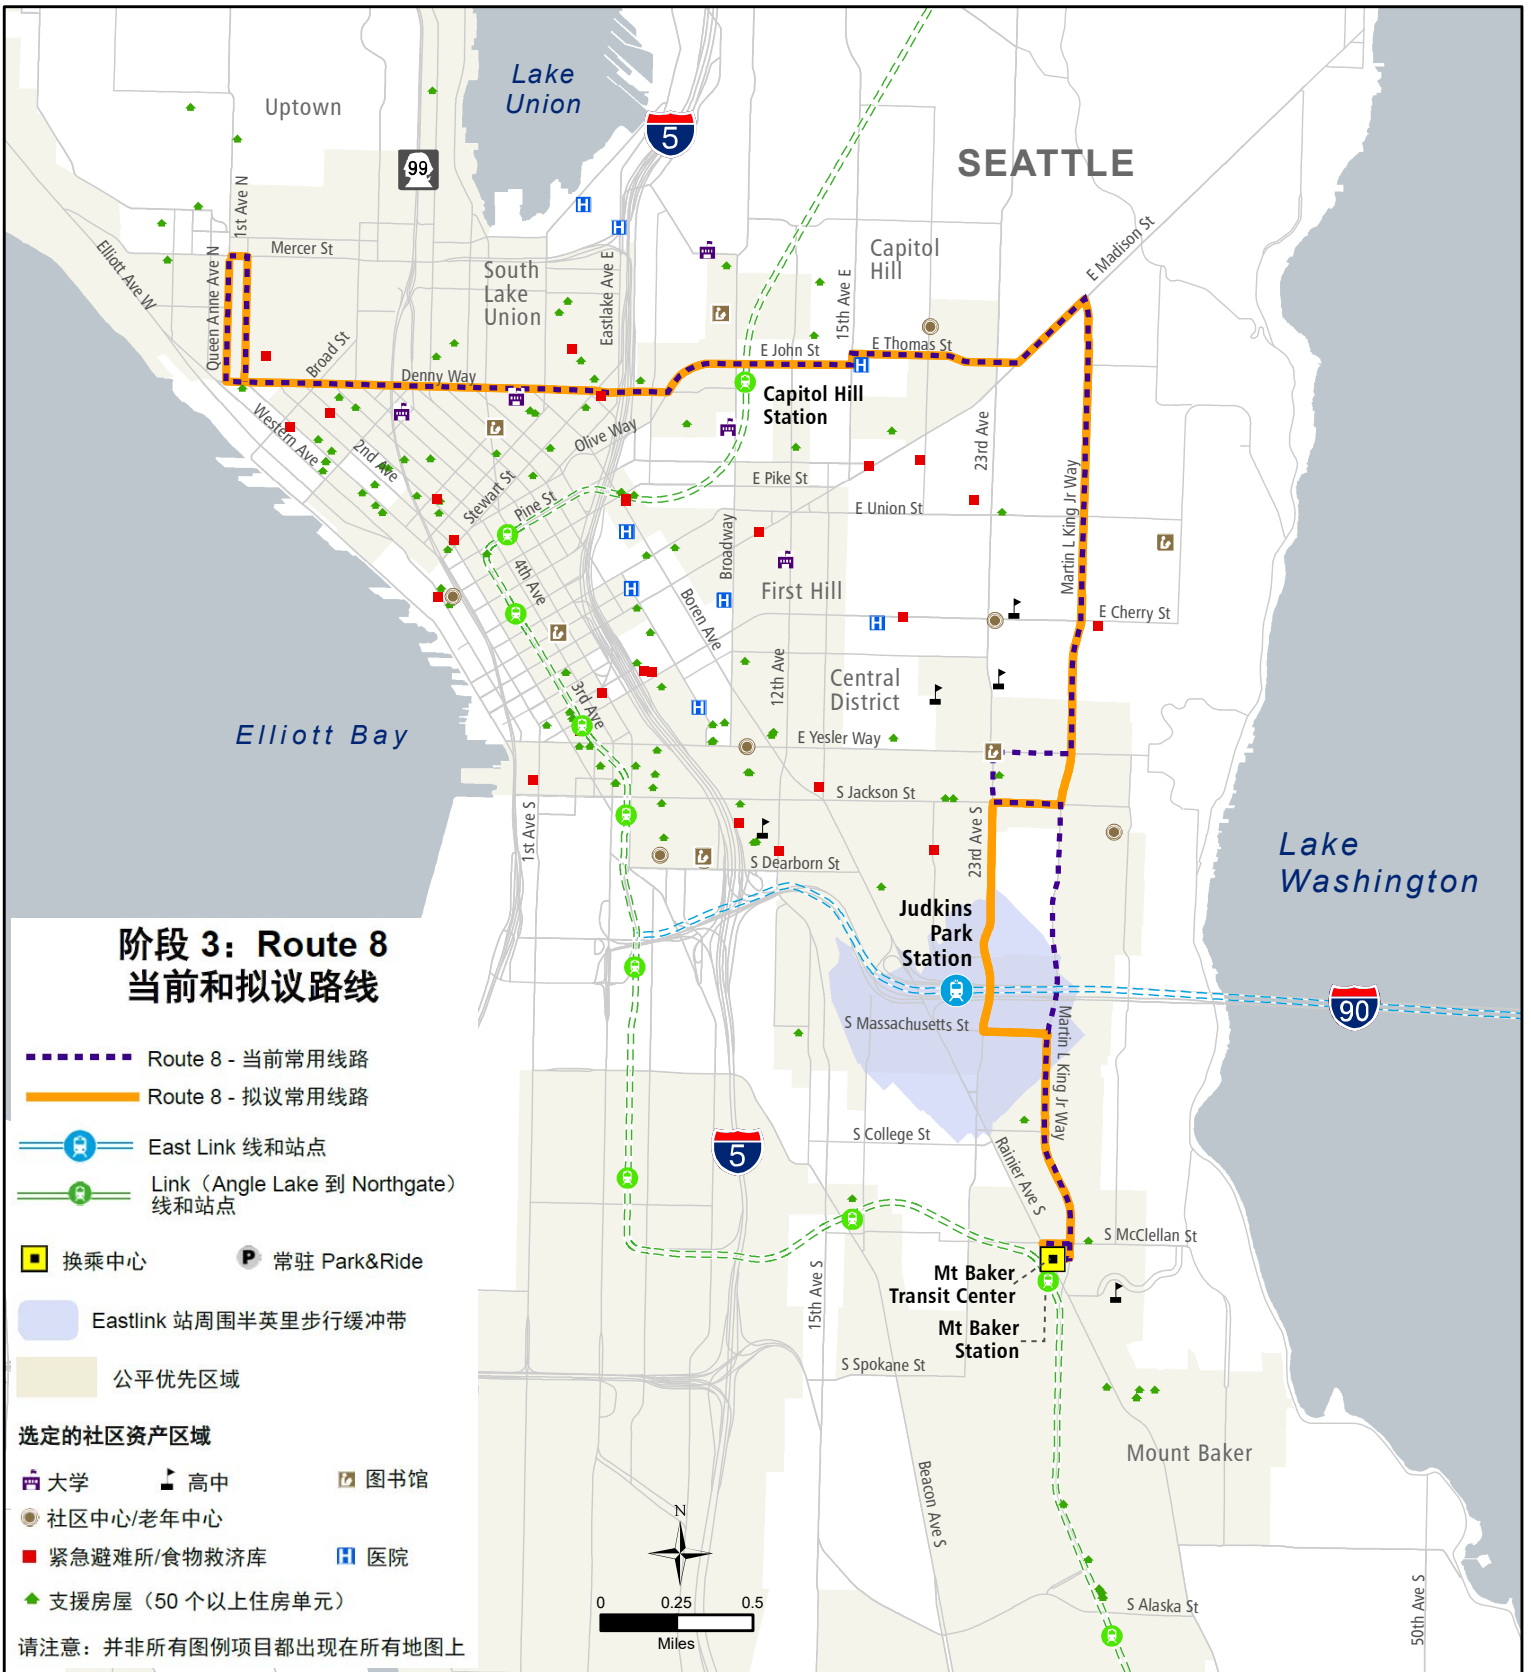 Lake
Union
Uptown
5
SEATTLE
99
1st Ave N
Mercer St
Queen Anne Ave N
Elliott Ave W
South
Lake
Union
Eastlake Ave E
Capitol
Hill
15th Ave E
E Madison St
Broad St
Denny Way
E John St
E Thomas St
Capitol Hill
Station
Western Ave
2nd Ave
Olive Way
Stewart St
Pine St
E Pike St
E Union St
23rd Ave
Martin L King Jr Way
4th Ave
Broadway
First Hill
Boren Ave
E Cherry St
12th Ave
Central
District
3rd Ave
E Yesler Way
Elliott Bay
S Jackson St
1st Ave S
S Dearborn St
23rd Ave S
Lake
Washington
Judkins
Park
Station
90
S Massachusetts St
Martin L King Jr Way
S College St
5
Rainier Ave S
S McClellan St
Mt Baker
Transit Center
Mt Baker
Station
15th Ave S
S Spokane St
Mount Baker
Beacon Ave S
S Alaska St
50th Ave S
N
0 0.25 0.5
Miles
阶段 3：Route 8
当前和拟议路线
Route 8 - 当前常用线路
Route 8 - 拟议常用线路
East Link 线和站点
Link（Angle Lake 到 Northgate）
线和站点
换乘中心
P 常驻 Park&Ride
Eastlink 站周围半英里步行缓冲带
公平优先区域
选定的社区资产区域
大学 高中 图书馆
社区中心/老年中心
紧急避难所/食物救济库 H 医院
支援房屋（50 个以上住房单元）
请注意：并非所有图例项目都出现在所有地图上